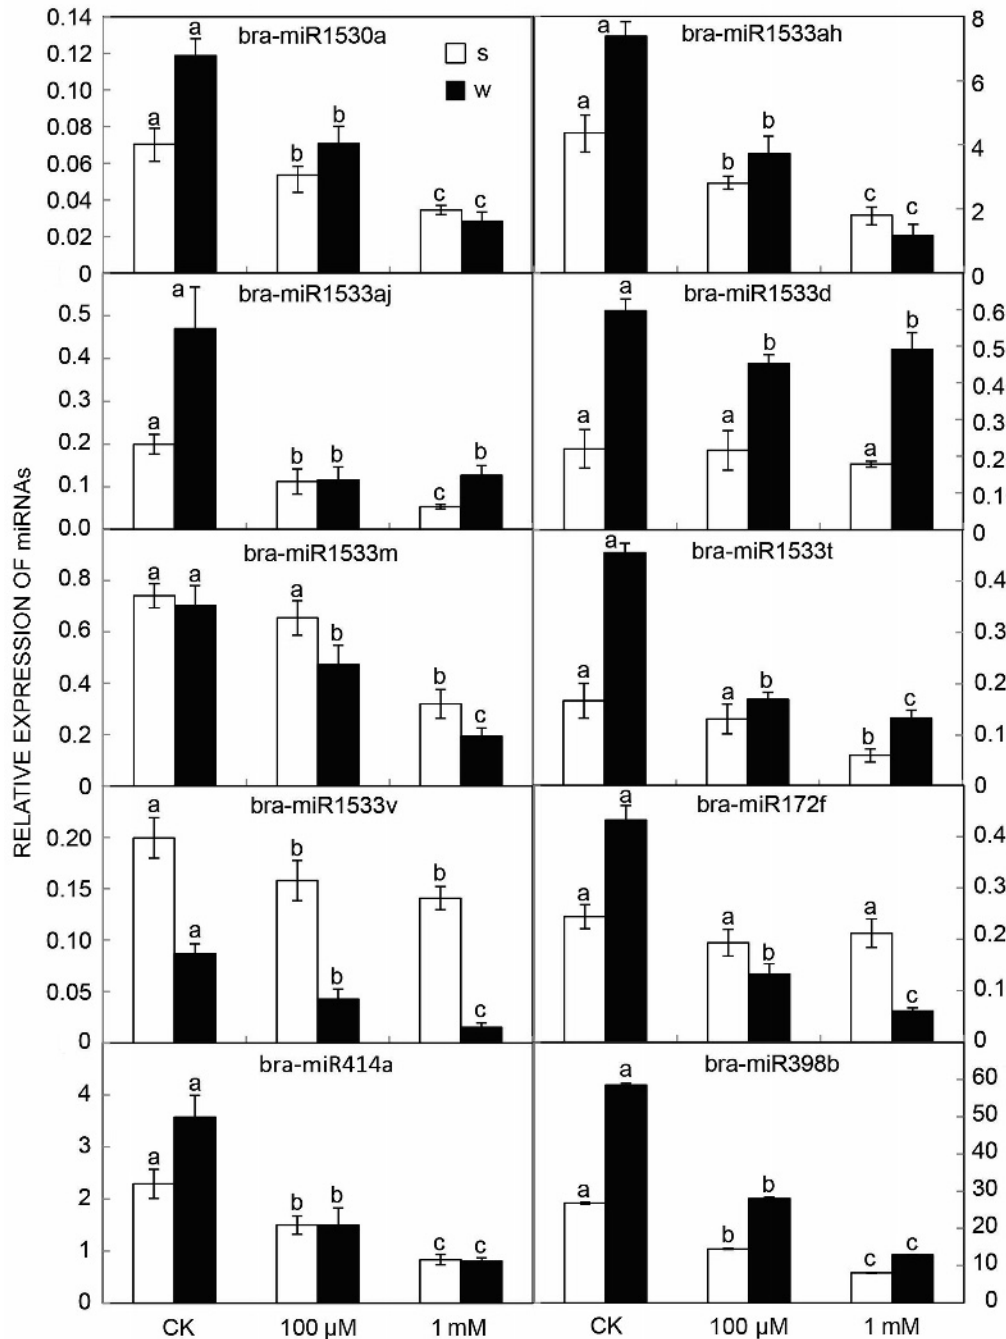 RELATIVE EXPRESSION OF miRNAs
bra-miR1530a
s
w
0.14
0.12
0.10
0.08
0.06
0.04
0.02
0
a
a
b
b
c
c
bra-miR1533ah
8
6
4
2
0
a
a
b
b
c
c
bra-miR1533aj
0.5
0.4
0.3
0.2
0.1
0.0
a
a
b
b
c
b
bra-miR1533d
0.6
0.5
0.4
0.3
0.2
0.1
0
a
a
a
b
a
b
bra-miR1533m
0.8
0.6
0.4
0.2
0
a
a
a
b
b
c
bra-miR1533t
0.4
0.3
0.2
0.1
0
a
a
a
b
b
c
bra-miR1533v
0.20
0.15
0.10
0.05
0
a
a
b
b
b
c
bra-miR172f
0.4
0.3
0.2
0.1
0
a
a
a
b
a
c
bra-miR414a
4
3
2
1
0
a
a
b
b
c
c
bra-miR398b
60
50
40
30
20
10
0
a
a
b
b
c
c
CK 100 µM 1 mM CK 100 µM 1 mM